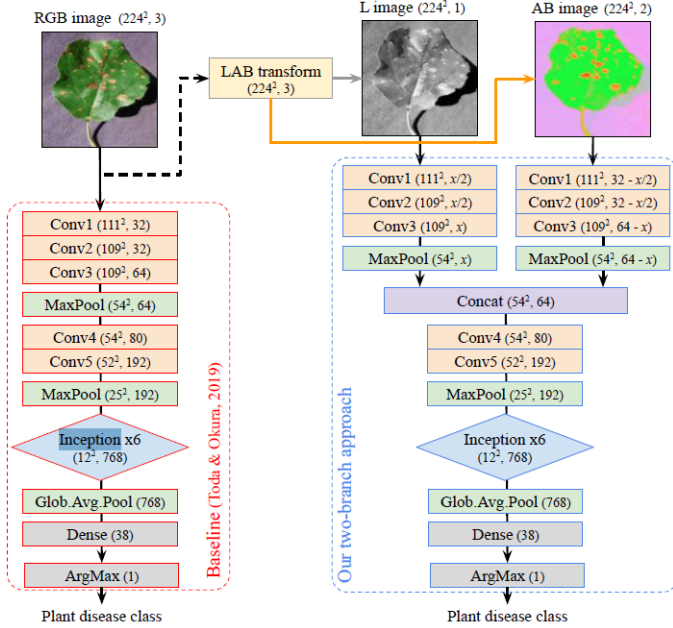 RGB image (224², 3)
L image (224², 1)
AB image (224², 2)
LAB transform
(224², 3)
Conv1 (111², 32)
Conv2 (109², 32)
Conv3 (109², 64)
MaxPool (54², 64)
Conv4 (54², 80)
Conv5 (52², 192)
MaxPool (25², 192)
Inception x6
(12², 768)
Glob.Avg.Pool (768)
Dense (38)
ArgMax (1)
Plant disease class
Baseline (Toda & Okura, 2019)
Conv1 (111², x/2)
Conv2 (109², x/2)
Conv3 (109², x)
MaxPool (54², x)
Conv1 (111², 32 - x/2)
Conv2 (109², 32 - x/2)
Conv3 (109², 64 - x)
MaxPool (54², 64 - x)
Concat (54², 64)
Conv4 (54², 80)
Conv5 (52², 192)
MaxPool (25², 192)
Inception x6
(12², 768)
Glob.Avg.Pool (768)
Dense (38)
ArgMax (1)
Plant disease class
Our two-branch approach